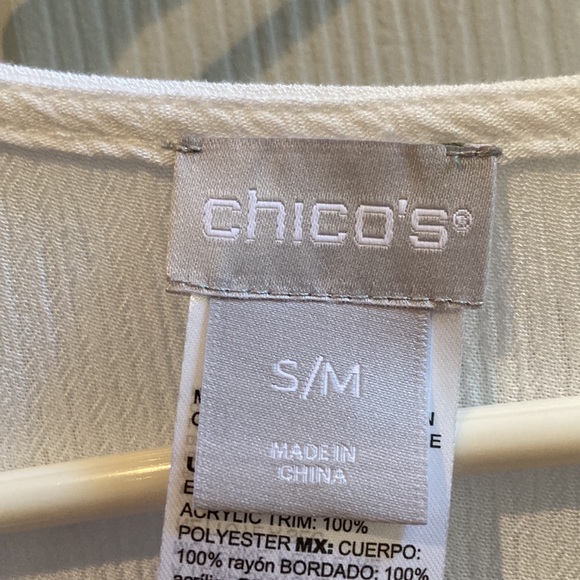 chico's®
S/M
MADE IN
CHINA
ACRYLIC TRIM: 100%
POLYESTER MX: CUERPO:
100% rayón BORDADO: 100%